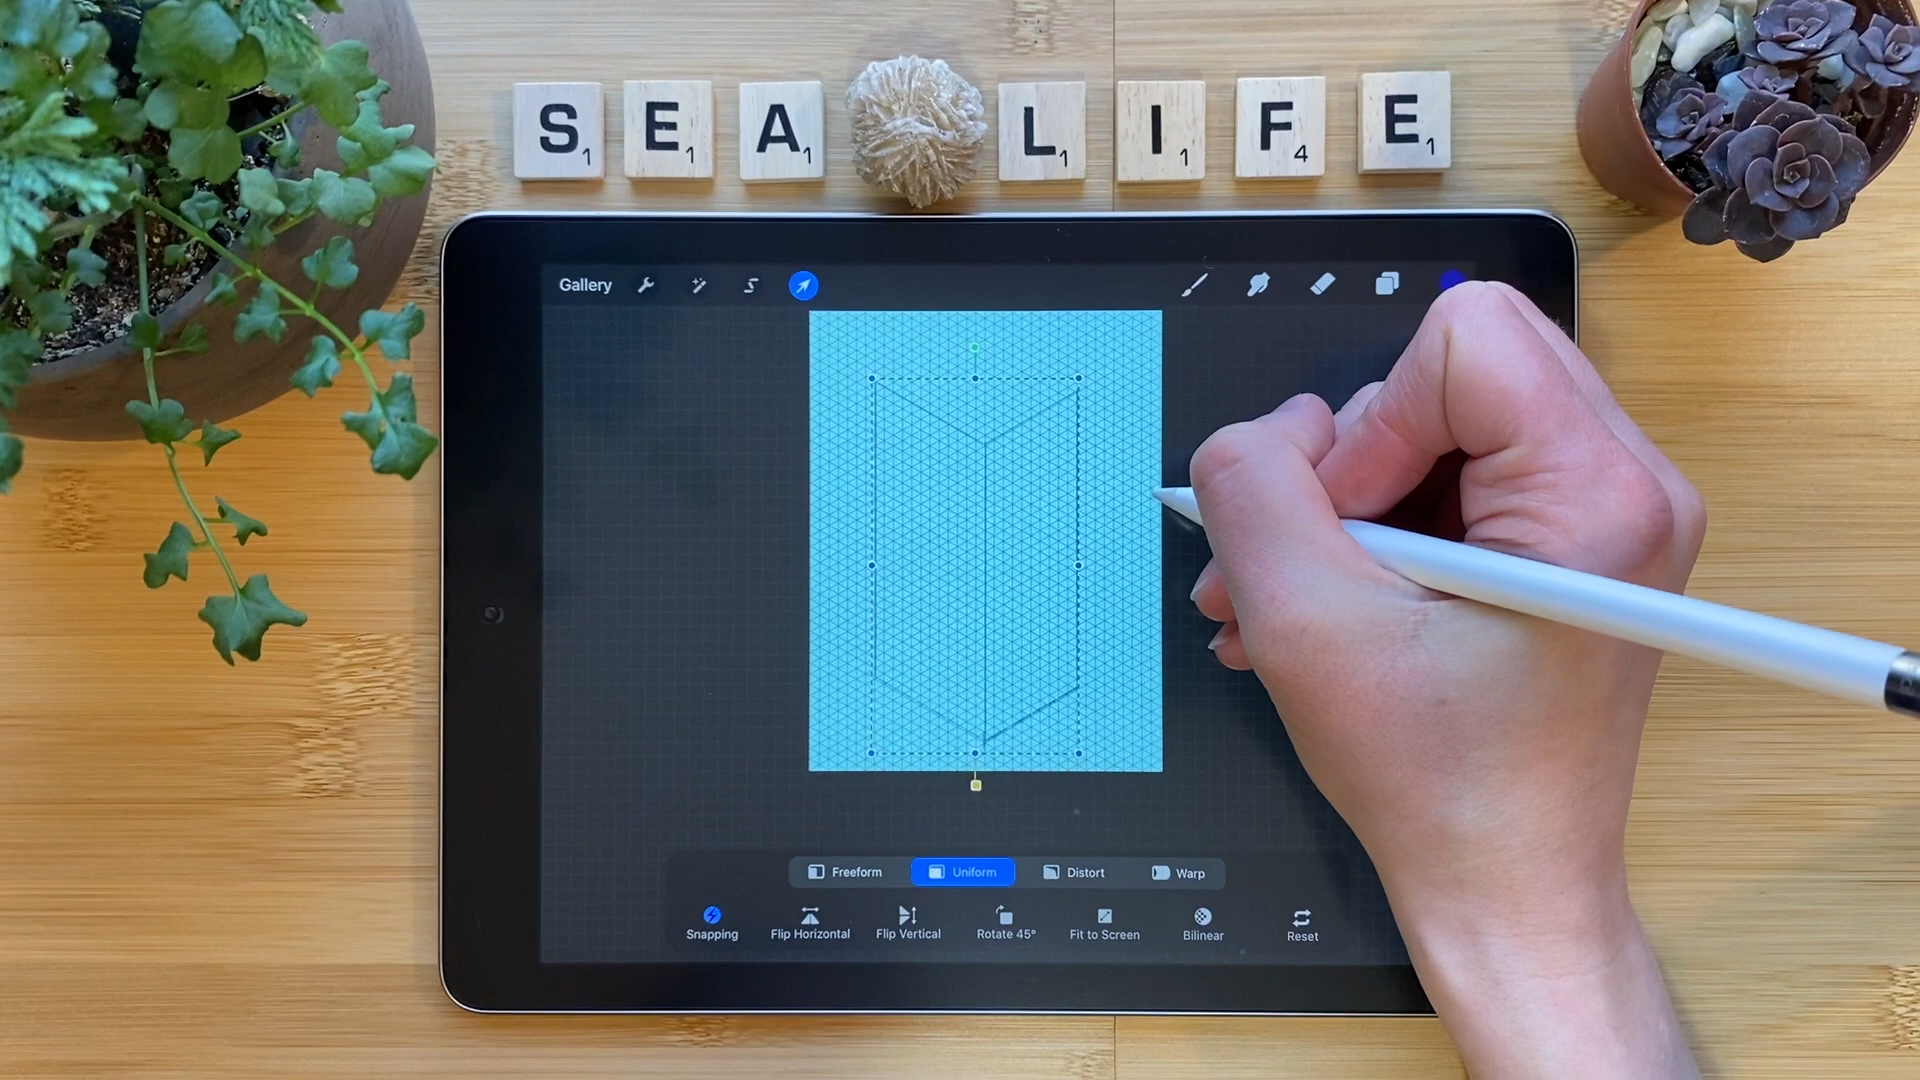 S1 E1 A1 L1 I1 F4 E1
Gallery
Freeform Uniform Distort Warp
Snapping Flip Horizontal Flip Vertical Rotate 45° Fit to Screen Bilinear Reset